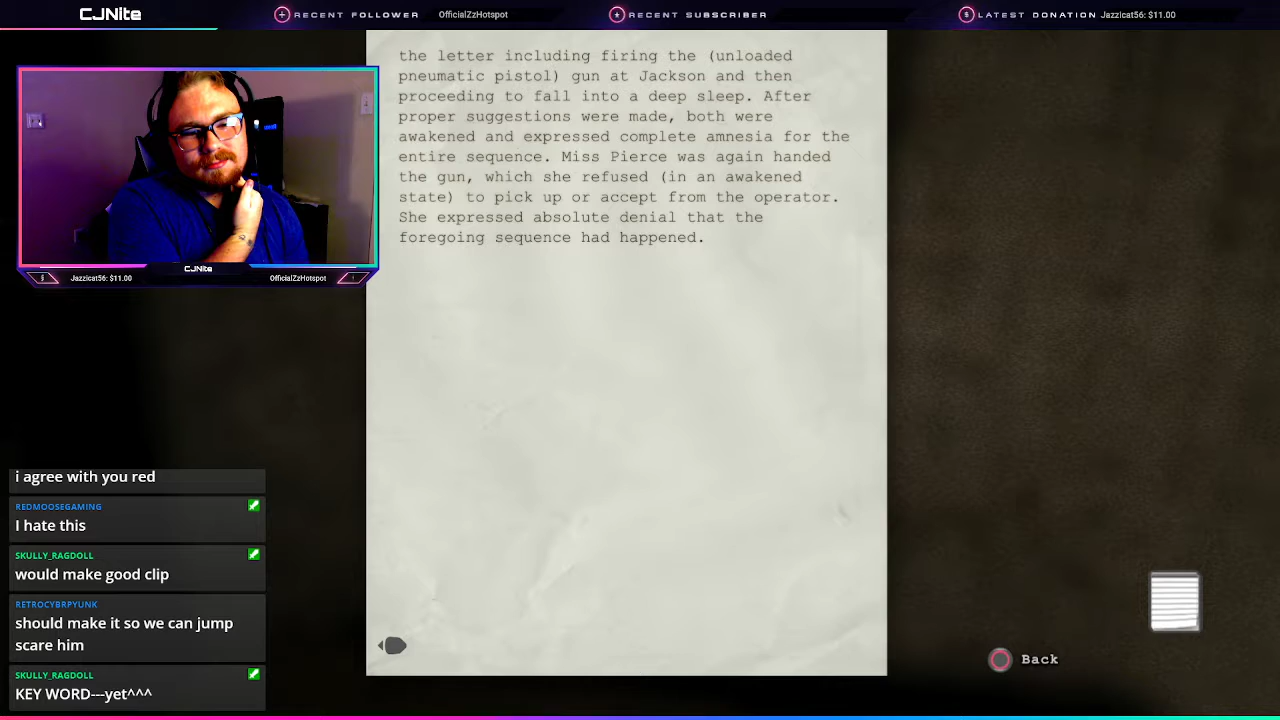 CJNite
RECENT FOLLOWER OfficialZzHotspot
RECENT SUBSCRIBER
$ LATEST DONATION Jazzicat56: $11.00
the letter including firing the (unloaded
pneumatic pistol) gun at Jackson and then
proceeding to fall into a deep sleep. After
proper suggestions were made, both were
awakened and expressed complete amnesia for the
entire sequence. Miss Pierce was again handed
the gun, which she refused (in an awakened
state) to pick up or accept from the operator.
She expressed absolute denial that the
foregoing sequence had happened.
CJNite
$ Jazzicat56: $11.00 OfficialZzHotspot
i agree with you red
REDMOOSEGAMING
I hate this
SKULLY_RAGDOLL
would make good clip
RETROCYBRPYUNK
should make it so we can jump
scare him
SKULLY_RAGDOLL
KEY WORD---yet^^^
Back